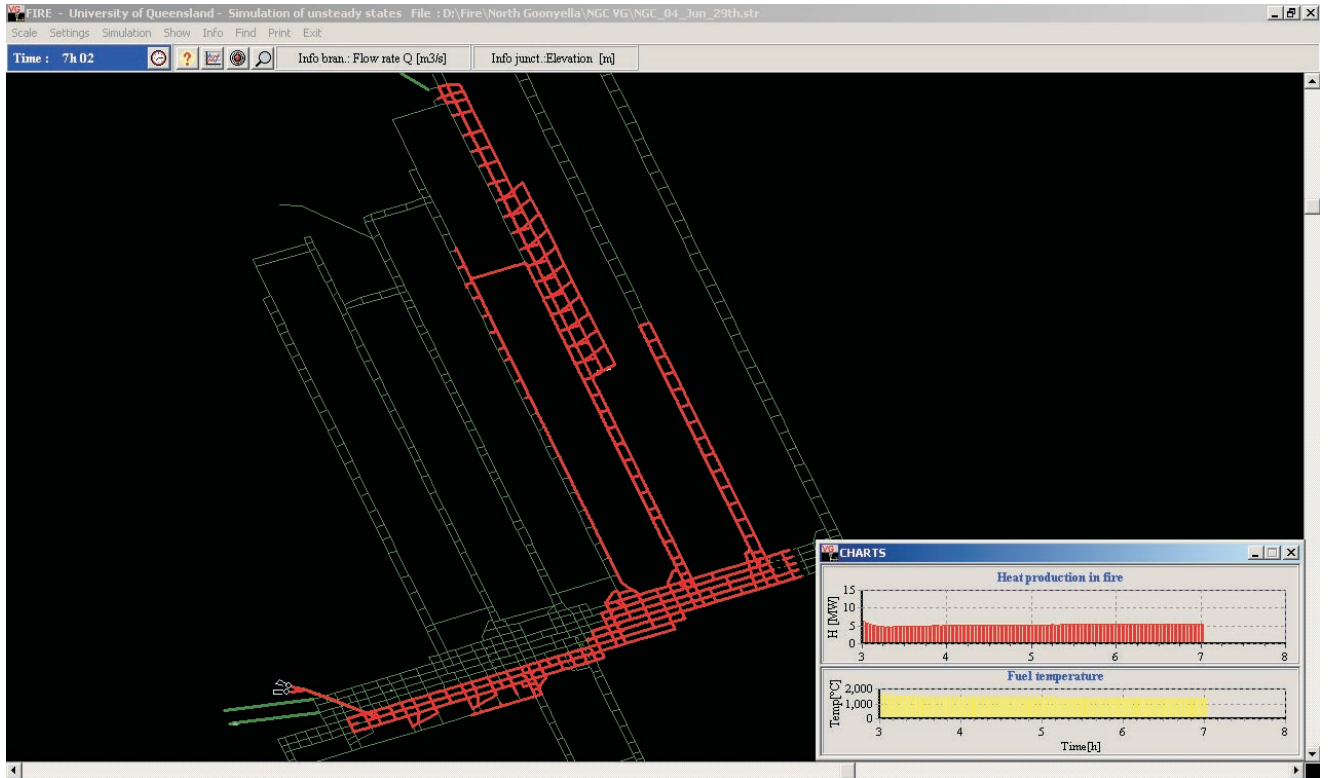 VG FIRE - University of Queensland - Simulation of unsteady states File : D:\Fire\North Goonyella\NGC VG\NGC_04_Jun_29th.str
Scale Settings Simulation Show Info Find Print Exit
Time : 7h 02 ? Info bran.: Flow rate Q [m3/s] Info junct.:Elevation [m]
VG CHARTS
Heat production in fire
H [MW]
15
10
5
0
3 4 5 6 7 8
Fuel temperature
Temp[°C]
2,000
1,000
0
3 4 5 6 7 8
Time[h]